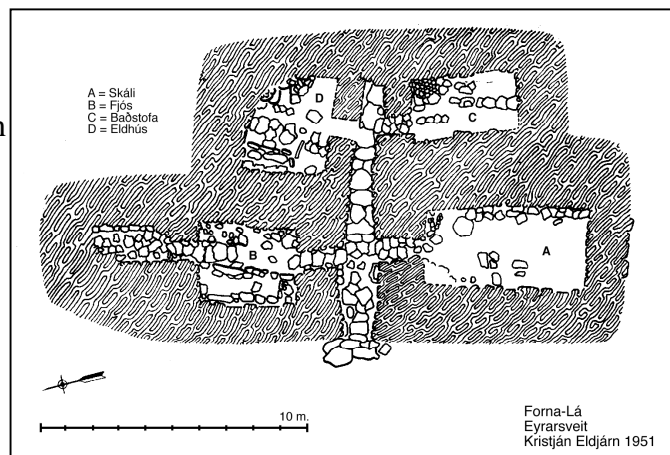 n
A = Skáli
B = Fjós
C = Baðstofa
D = Eldhús
D
C
B
A
10 m.
Forna-Lá
Eyrarsveit
Kristján Eldjárn 1951